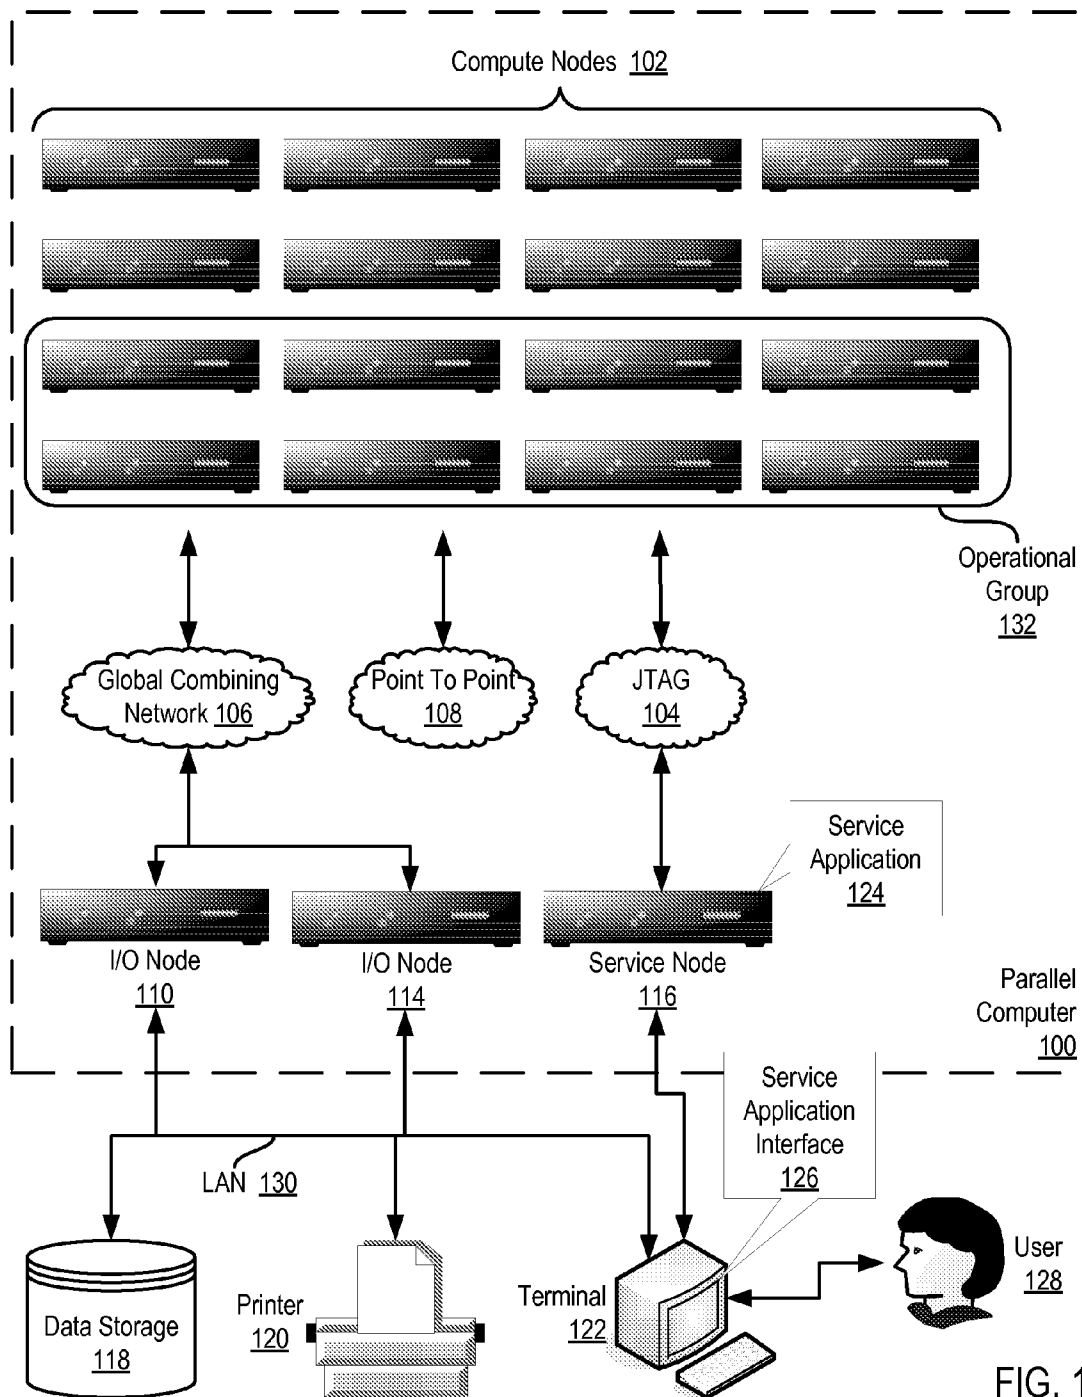 Compute Nodes 102
Operational
Group
132
Global Combining
Network 106
Point To Point
108
JTAG
104
Service
Application
124
I/O Node
110
I/O Node
114
Service Node
116
Parallel
Computer
100
Service
Application
Interface
126
LAN 130
Data Storage
118
Printer
120
Terminal
122
User
128
FIG. 1